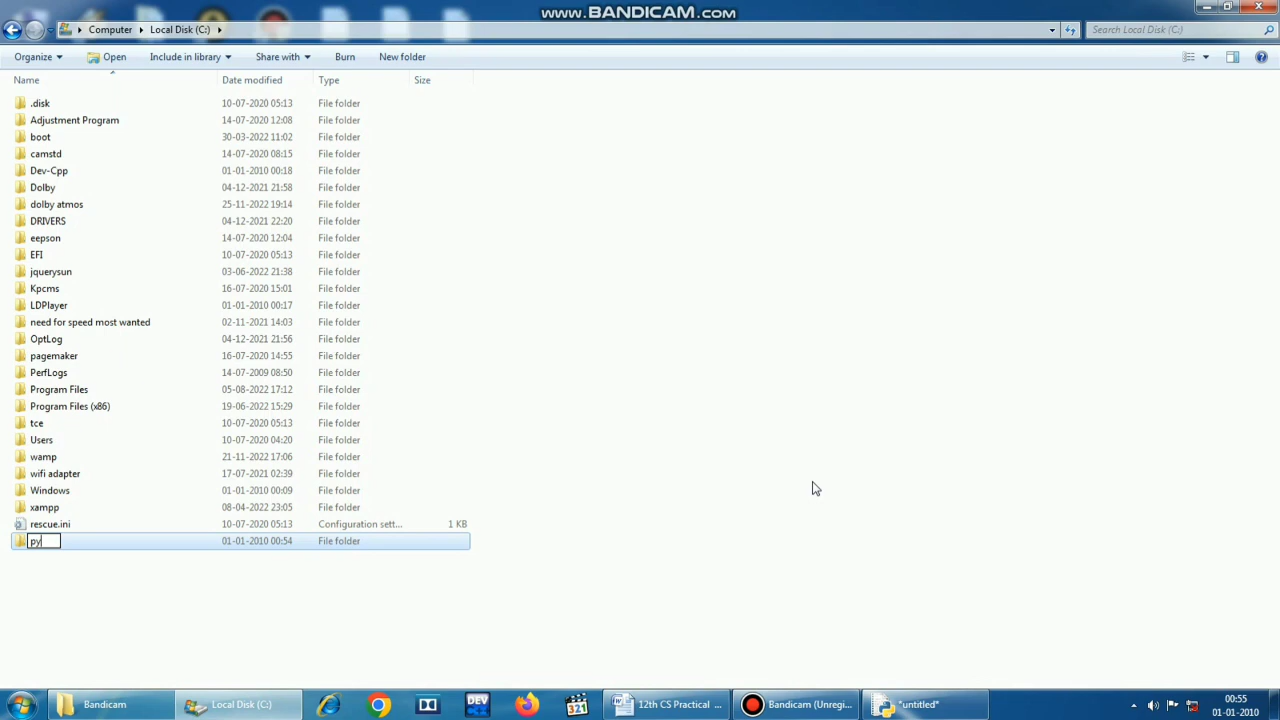 www.BANDICAM.com
Computer Local Disk (C:) Search Local Disk (C:)
Organize Open Include in library Share with Burn New folder
Name Date modified Type Size
.disk 10-07-2020 05:13 File folder
Adjustment Program 14-07-2020 12:08 File folder
boot 30-03-2022 11:02 File folder
camstd 14-07-2020 08:15 File folder
Dev-Cpp 01-01-2010 00:18 File folder
Dolby 04-12-2021 21:58 File folder
dolby atmos 25-11-2022 19:14 File folder
DRIVERS 04-12-2021 22:20 File folder
eepson 14-07-2020 12:04 File folder
EFI 10-07-2020 05:13 File folder
jquerysun 03-06-2022 21:38 File folder
Kpcms 16-07-2020 15:01 File folder
LDPlayer 01-01-2010 00:17 File folder
need for speed most wanted 02-11-2021 14:03 File folder
OptLog 04-12-2021 21:56 File folder
pagemaker 16-07-2020 14:55 File folder
PerfLogs 14-07-2009 08:50 File folder
Program Files 05-08-2022 17:12 File folder
Program Files (x86) 19-06-2022 15:29 File folder
tce 10-07-2020 05:13 File folder
Users 10-07-2020 04:20 File folder
wamp 21-11-2022 17:06 File folder
wifi adapter 17-07-2021 02:39 File folder
Windows 01-01-2010 00:09 File folder
xampp 08-04-2022 23:05 File folder
rescue.ini 10-07-2020 05:13 Configuration sett... 1 KB
py 01-01-2010 00:54 File folder
Bandicam Local Disk (C:) DEV 321 12th CS Practical ... Bandicam (Unregi... *untitled* 00:55
01-01-2010